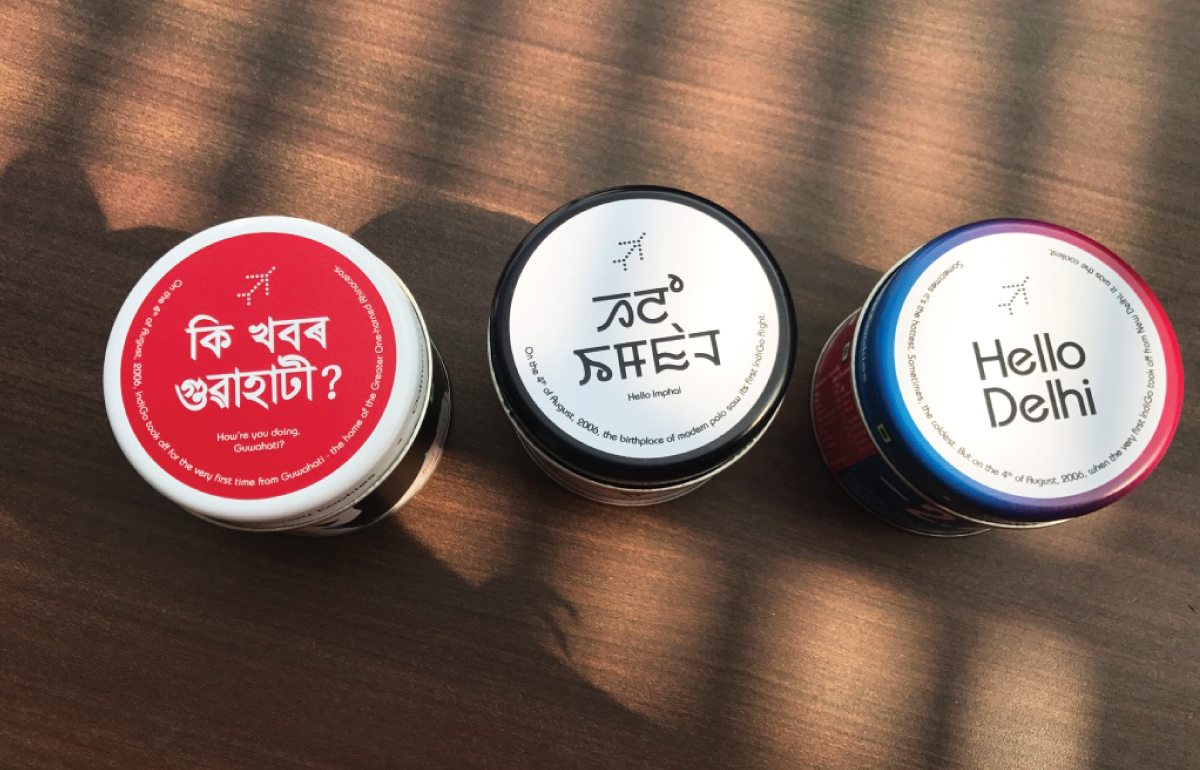 কি খবৰ
গুৱাহাটী?
How're you doing,
Guwahati?
On the 4th of August, 2006, IndiGo took off for the very first time from Guwahati - the home of the Greater One-horned Rhinoceros.
Hello Imphal
On the 4th of August, 2006, the birthplace of modern polo saw its first IndiGo flight.
Hello
Delhi
Sometimes it's the hottest. Sometimes, the coldest. But on the 4th of August, 2006, when the very first IndiGo took off from New Delhi, it was the coolest.